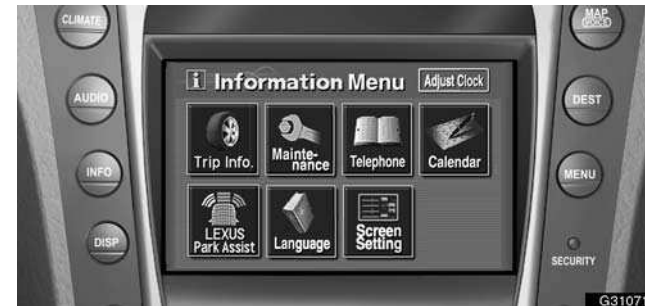 CLIMATE
AUDIO
INFO
DISP
i Information Menu
Adjust Clock
Trip Info.
Mainte-
nance
Telephone
Calendar
LEXUS
Park Assist
Language
Screen
Setting
MAP
VOICE
DEST
MENU
SECURITY
G31071